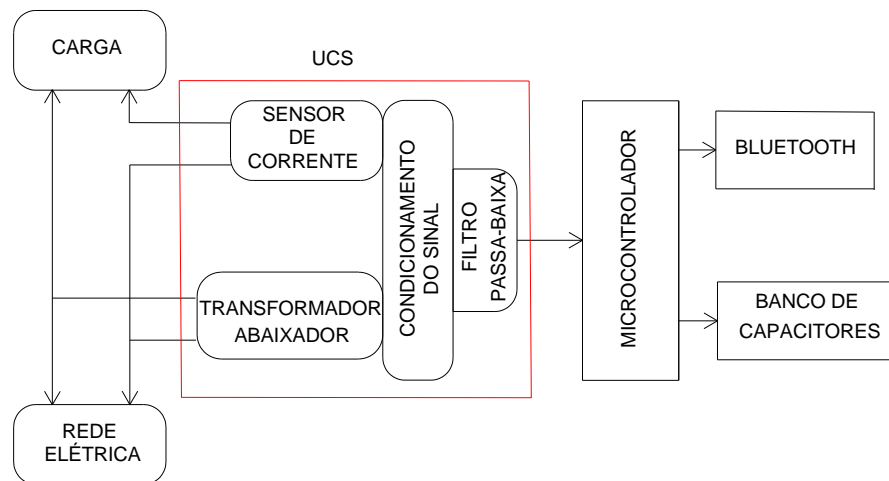 CARGA
UCS
SENSOR
DE
CORRENTE
CONDICIONAMENTO
DO SINAL
FILTRO
PASSA-BAIXA
TRANSFORMADOR
ABAIXADOR
MICROCONTROLADOR
BLUETOOTH
BANCO DE
CAPACITORES
REDE
ELÉTRICA